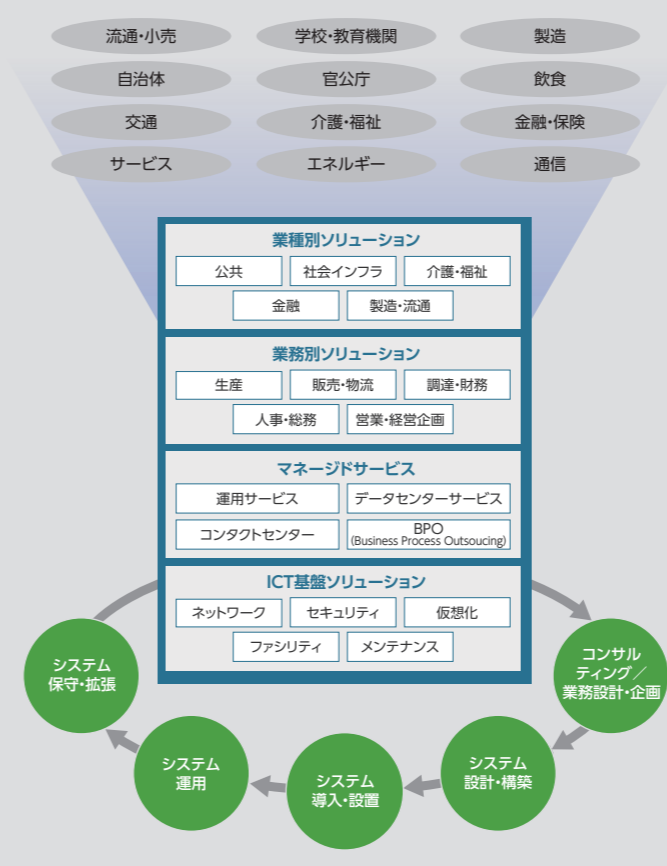 流通・小売
学校・教育機関
製造
自治体
官公庁
飲食
交通
介護・福祉
金融・保険
サービス
エネルギー
通信
業種別ソリューション
公共
社会インフラ
介護・福祉
金融
製造・流通
業務別ソリューション
生産
販売・物流
調達・財務
人事・総務
営業・経営企画
マネージドサービス
運用サービス
データセンターサービス
コンタクトセンター
BPO
(Business Process Outsoucing)
ICT基盤ソリューション
ネットワーク
セキュリティ
仮想化
ファシリティ
メンテナンス
コンサル
ティング／
業務設計・企画
システム
設計・構築
システム
導入・設置
システム
運用
システム
保守・拡張